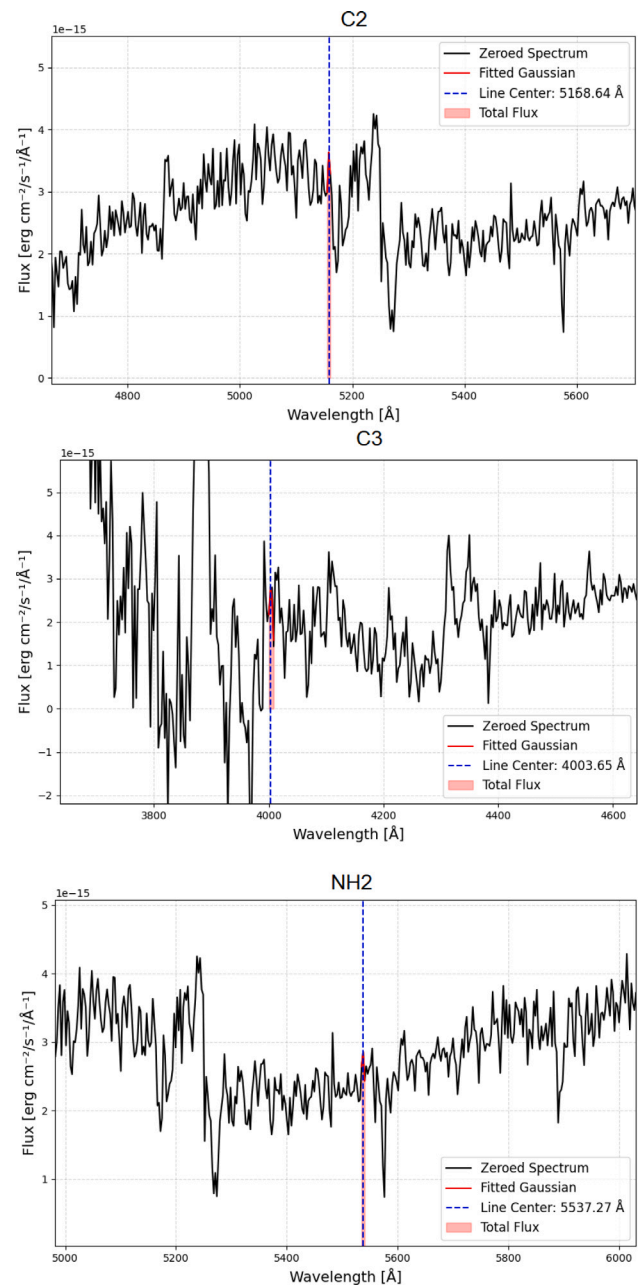 C2
1e−15
Zeroed Spectrum
Fitted Gaussian
Line Center: 5168.64 Å
Total Flux
5
4
3
2
1
0
Flux [erg cm⁻²/s⁻¹/Å⁻¹]
4800 5000 5200 5400 5600
Wavelength [Å]
C3
1e−15
5
4
3
2
1
0
−1
−2
Flux [erg cm⁻²/s⁻¹/Å⁻¹]
Zeroed Spectrum
Fitted Gaussian
Line Center: 4003.65 Å
Total Flux
3800 4000 4200 4400 4600
Wavelength [Å]
NH2
1e−15
5
4
3
2
1
Flux [erg cm⁻²/s⁻¹/Å⁻¹]
Zeroed Spectrum
Fitted Gaussian
Line Center: 5537.27 Å
Total Flux
5000 5200 5400 5600 5800 6000
Wavelength [Å]